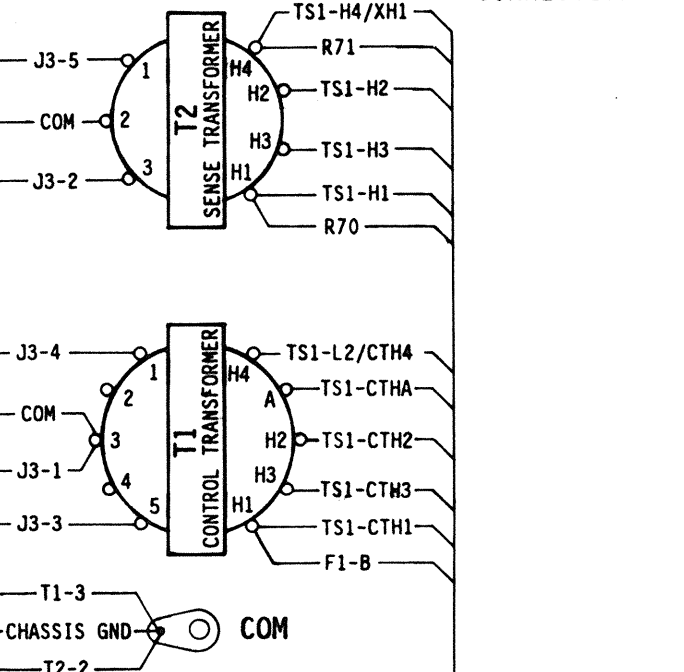 TS1-H4/XH1
R71
J3-5
1
H4
H2
TS1-H2
COM
2
T2
SENSE TRANSFORMER
H3
TS1-H3
J3-2
3
H1
TS1-H1
R70
J3-4
1
H4
TS1-L2/CTH4
2
A
TS1-CTHA
COM
3
T1
CONTROL TRANSFORMER
H2
TS1-CTH2
J3-1
4
H3
TS1-CTH3
J3-3
5
H1
TS1-CTH1
F1-B
T1-3
CHASSIS GND
COM
T2-2